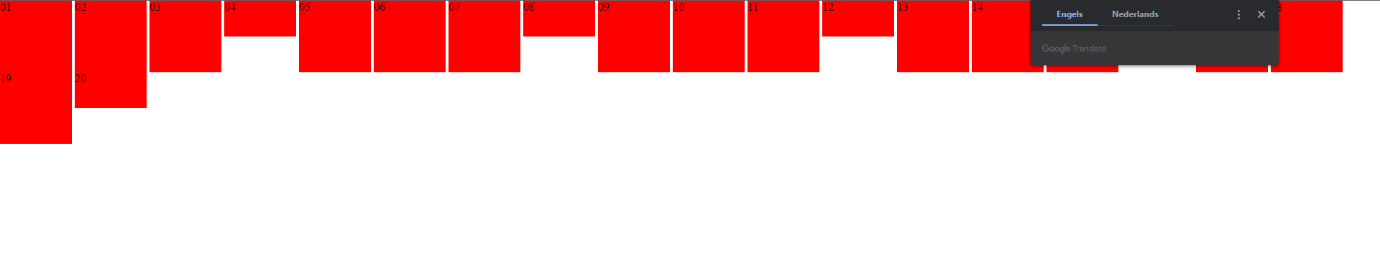 01 02 03 04 05 06 07 08 09 10 11 12 13 14
Engels Nederlands
Google Translate
19 20